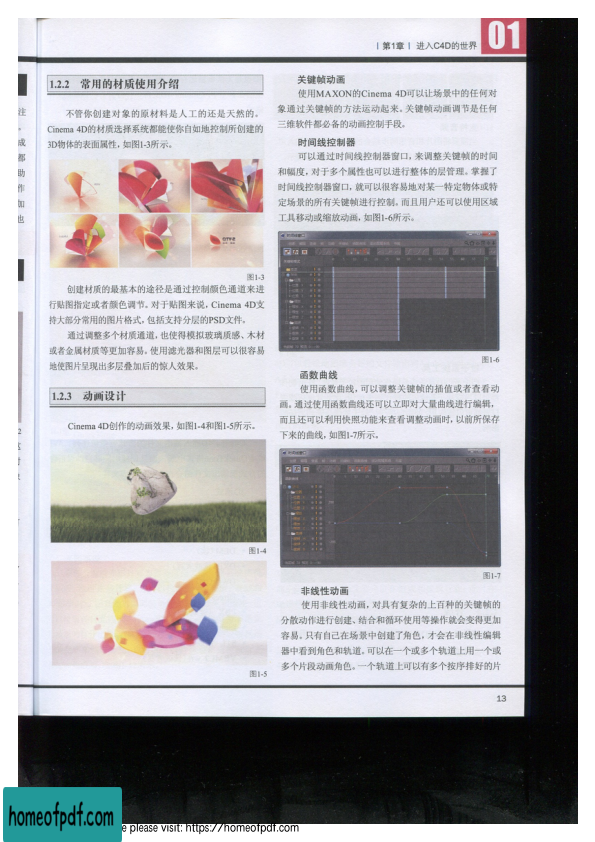 第1章 | 进入C4D的世界
01
1.2.2 常用的材质使用介绍
不管你创建对象的原材料是人工的还是天然的。
Cinema 4D的材质选择系统都能使你自如地控制所创建的
3D物体的表面属性，如图1-3所示。
图1-3
创建材质的最基本的途径是通过控制颜色通道来进
行贴图指定或者颜色调节。对于贴图来说，Cinema 4D支
持大部分常用的图片格式，包括支持分层的PSD文件。
通过调整多个材质通道，也使得模拟玻璃质感、木材
或者金属材质等更加容易，使用滤光器和图层可以很容易
地使图片呈现出多层叠加后的惊人效果。
1.2.3 动画设计
Cinema 4D创作的动画效果，如图1-4和图1-5所示。
图1-4
图1-5
关键帧动画
使用MAXON的Cinema 4D可以让场景中的任何对
象通过关键帧的方法运动起来。关键帧动画调节是任何
三维软件都必备的动画控制手段。
时间线控制器
可以通过时间线控制器窗口，来调整关键帧的时间
和幅度，对于多个属性也可以进行整体的层管理。掌握了
时间线控制器窗口，就可以很容易地对某一特定物体或特
定场景的所有关键帧进行控制。而且用户还可以使用区域
工具移动或缩放动画，如图1-6所示。
图1-6
函数曲线
使用函数曲线，可以调整关键帧的插值或者查看动
画。通过使用函数曲线还可以立即对大量曲线进行编辑，
而且还可以利用快照功能来查看调整动画时，以前所保存
下来的曲线，如图1-7所示。
图1-7
非线性动画
使用非线性动画，对具有复杂的上百种的关键帧的
分散动作进行创建、结合和循环使用等操作就会变得更加
容易。只有自己在场景中创建了角色，才会在非线性编辑
器中看到角色和轨道。可以在一个或多个轨道上用一个或
多个片段动画角色。一个轨道上可以有多个按序排好的片
13
homeofpdf.com
e please visit: https://homeofpdf.com